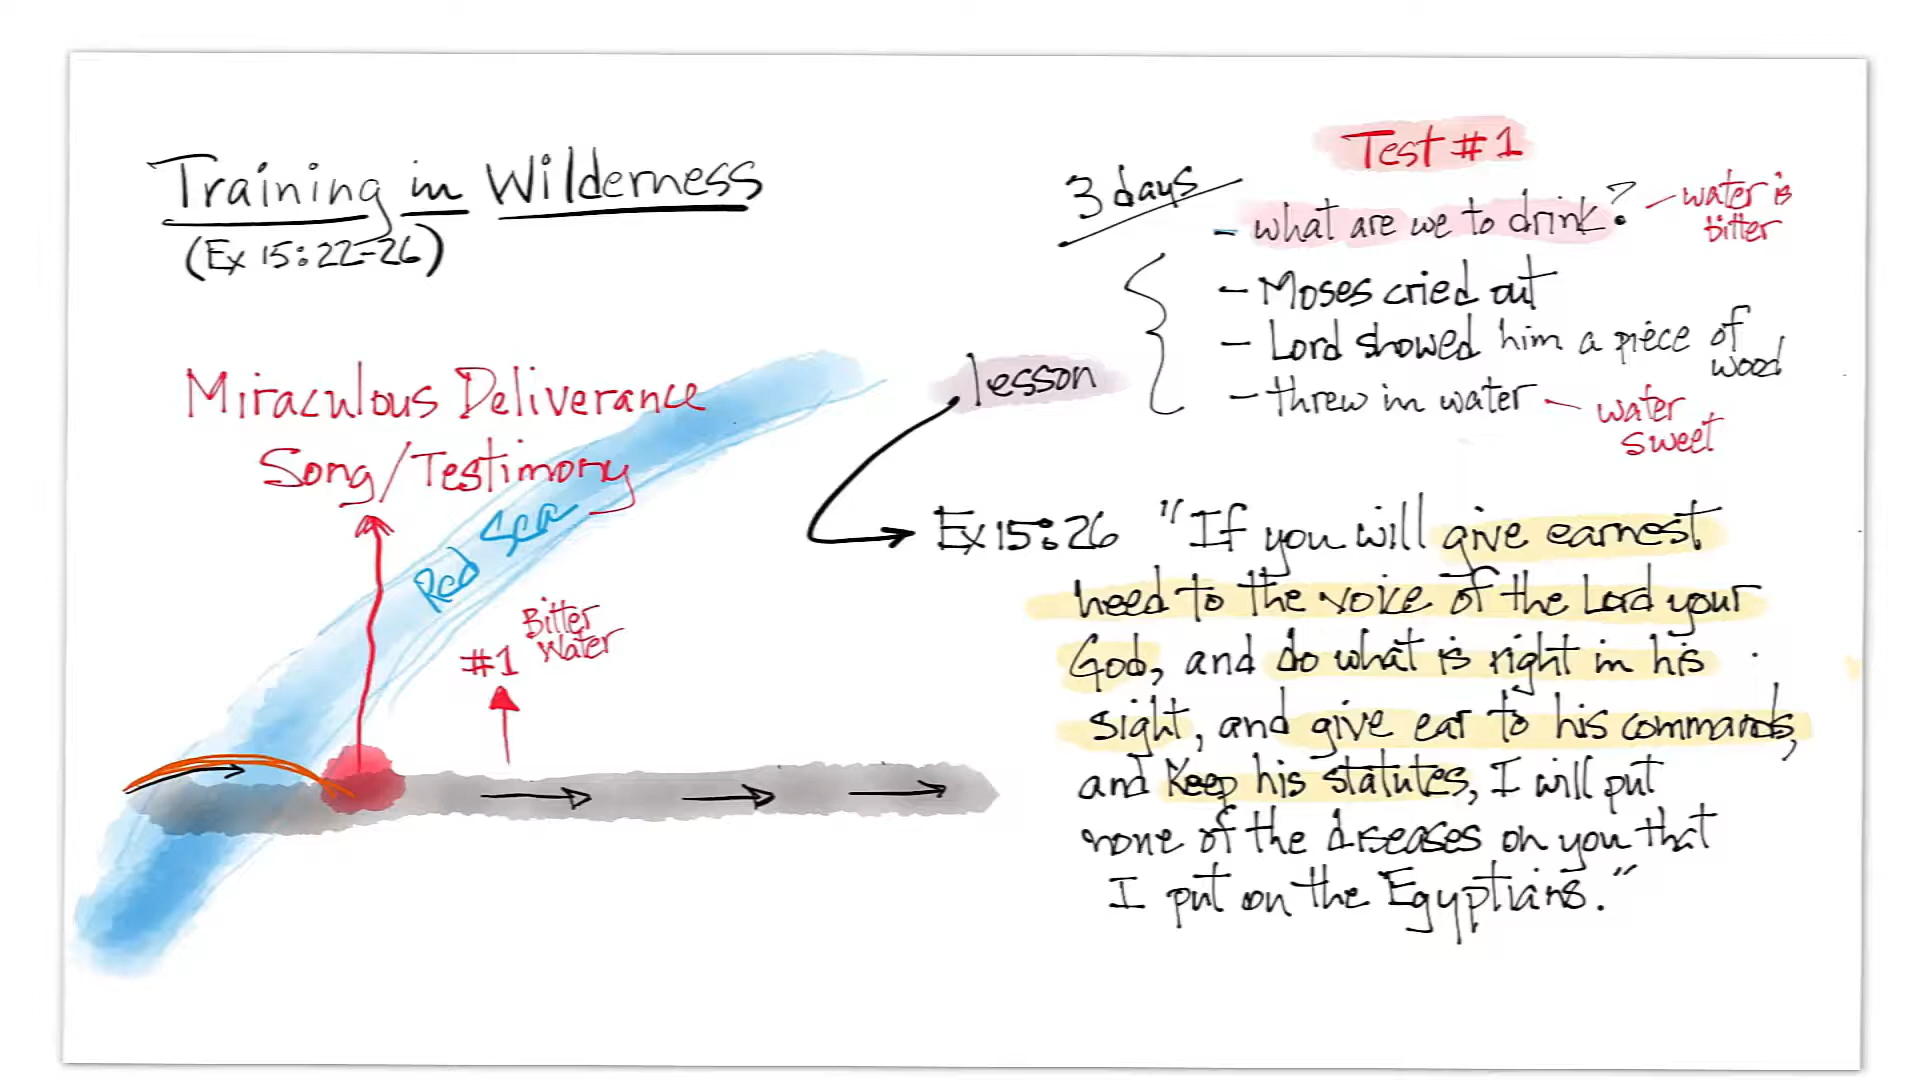 Training in Wilderness
(Ex 15:22-26)
Miraculous Deliverance
Song/Testimony
Red Sea
#1 Bitter
Water
Test #1
3 days
- what are we to drink? - water is
bitter
- Moses cried out
- Lord showed him a piece of
wood
- threw in water - water
sweet
lesson
Ex 15:26 "If you will give earnest
heed to the voice of the Lord your
God, and do what is right in his
sight, and give ear to his commands,
and keep his statutes, I will put
none of the diseases on you that
I put on the Egyptians."